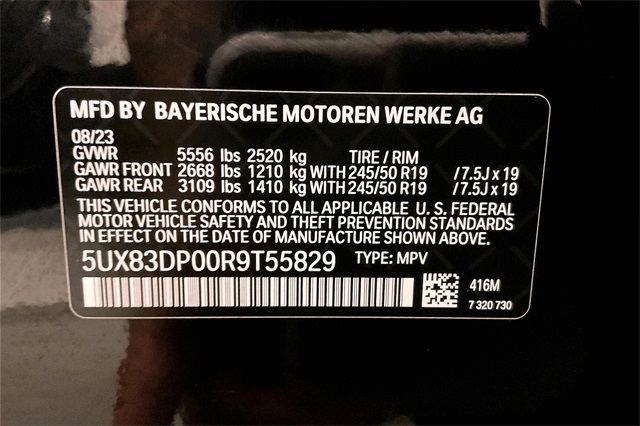 MFD BY BAYERISCHE MOTOREN WERKE AG
08/23
GVWR 5556 lbs 2520 kg TIRE / RIM
GAWR FRONT 2668 lbs 1210 kg WITH 245/50 R19 / 7.5J x 19
GAWR REAR 3109 lbs 1410 kg WITH 245/50 R19 / 7.5J x 19
THIS VEHICLE CONFORMS TO ALL APPLICABLE U. S. FEDERAL
MOTOR VEHICLE SAFETY AND THEFT PREVENTION STANDARDS
IN EFFECT ON THE DATE OF MANUFACTURE SHOWN ABOVE.
5UX83DP00R9T55829 TYPE: MPV
416M
7 320 730